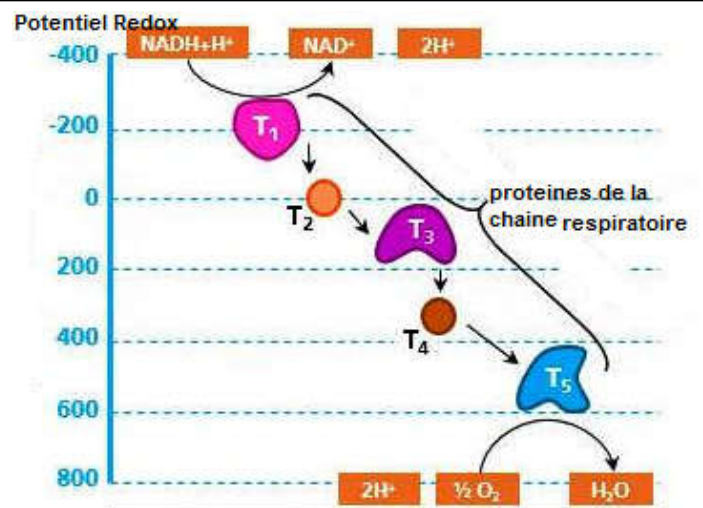 Potentiel Redox
-400
NADH+H⁺
NAD⁺
2H⁺
T₁
-200
0
T₂
T₃
proteines de la
chaine respiratoire
200
T₄
400
T₅
600
800
2H⁺
½ O₂
H₂O